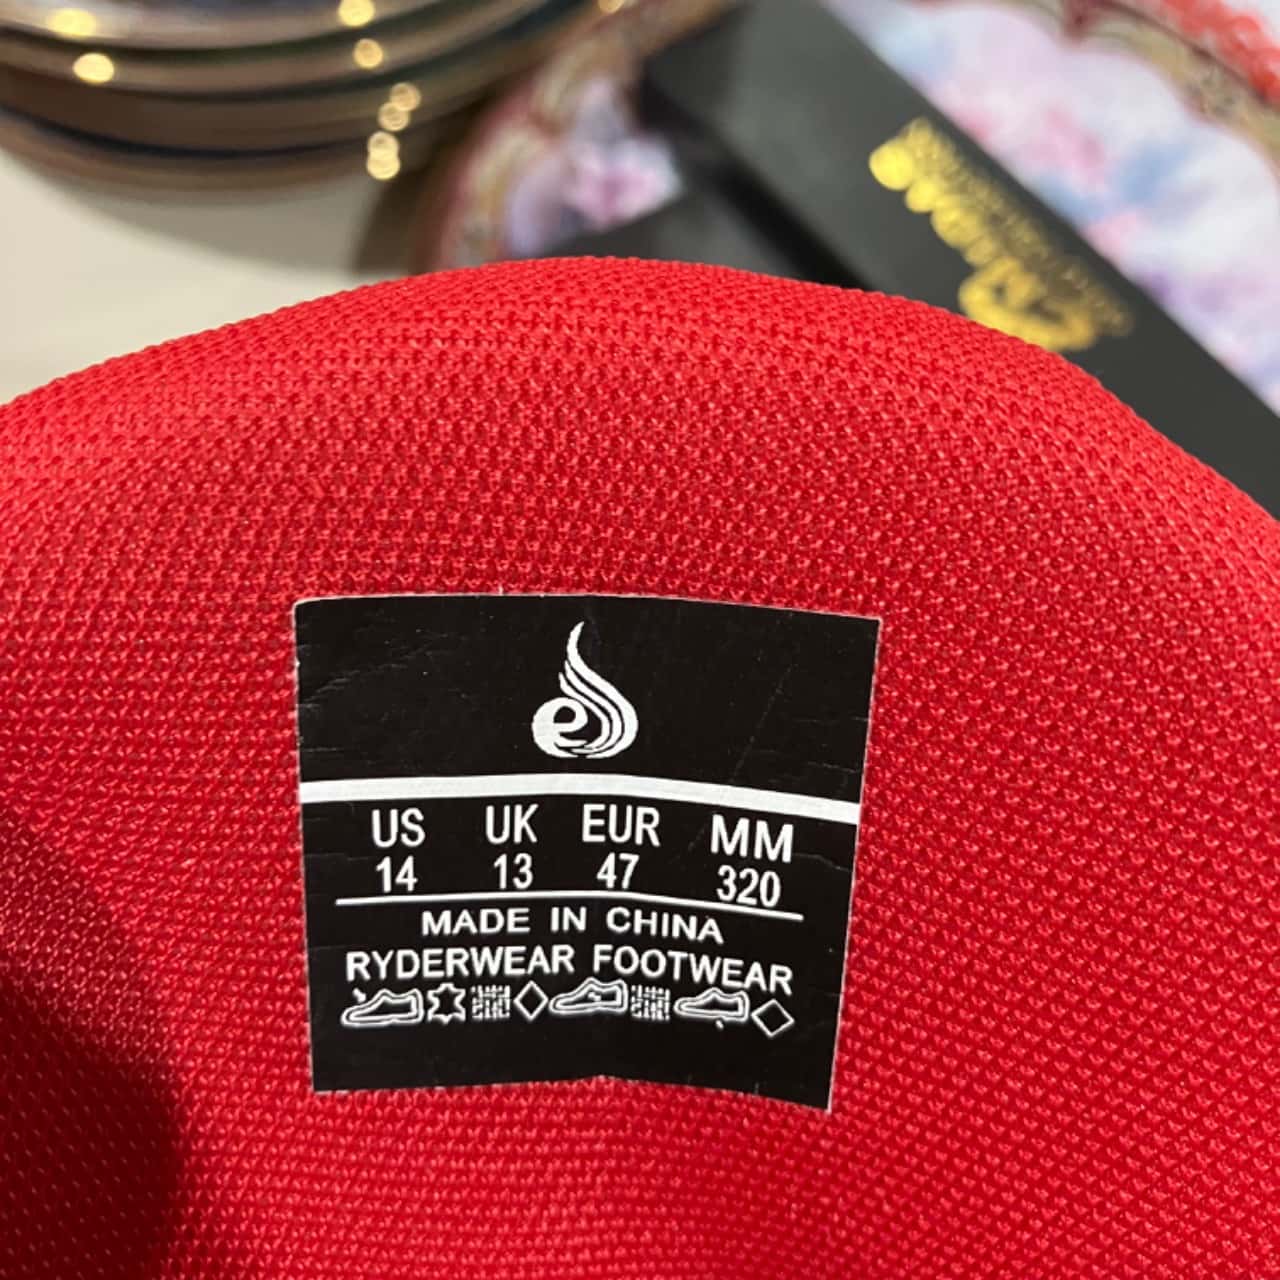 US UK EUR MM
14 13 47 320
MADE IN CHINA
RYDERWEAR FOOTWEAR